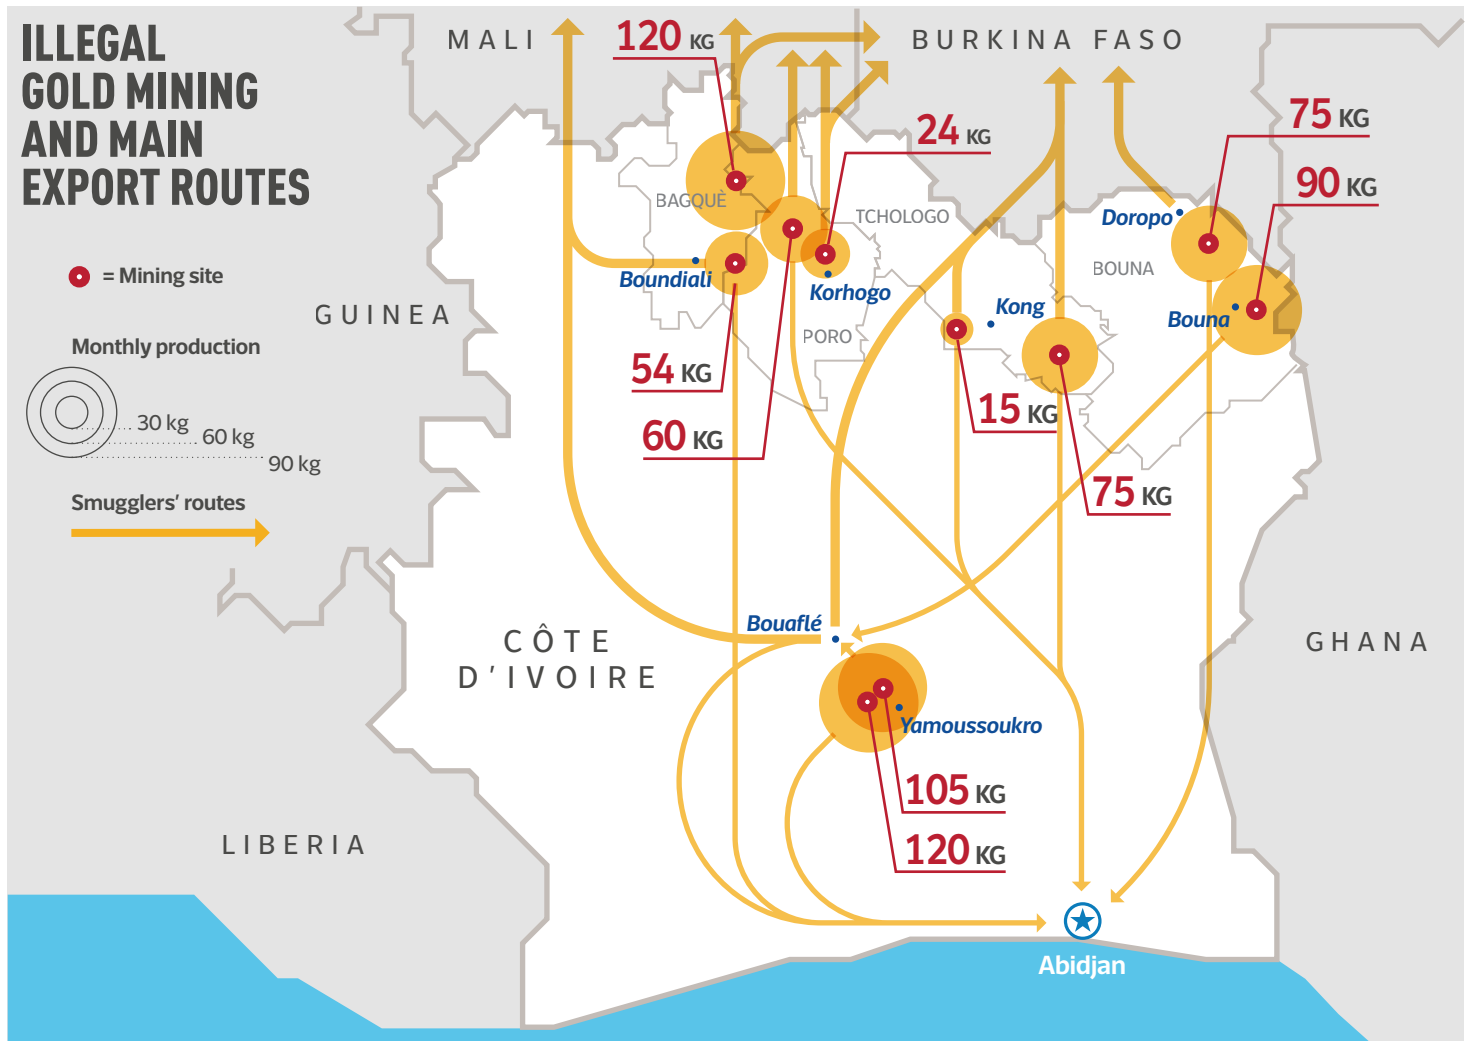 ILLEGAL
GOLD MINING
AND MAIN
EXPORT ROUTES
= Mining site
Monthly production
30 kg
60 kg
90 kg
Smugglers' routes
MALI
BURKINA FASO
GUINEA
LIBERIA
GHANA
CÔTE
D'IVOIRE
120 KG
24 KG
75 KG
90 KG
BAGQUÈ
TCHOLOGO
BOUNA
PORO
Doropo
Boundiali
Korhogo
Kong
Bouna
54 KG
60 KG
15 KG
75 KG
Bouaflé
Yamoussoukro
105 KG
120 KG
Abidjan